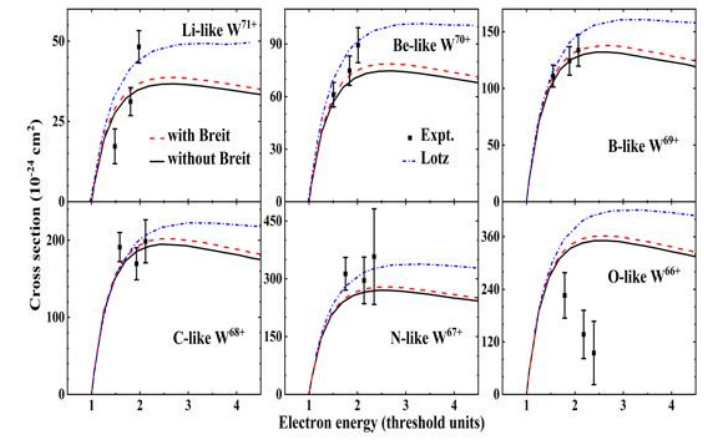 Li-like W71+
Be-like W70+
B-like W69+
50
25
0
90
60
30
0
150
100
50
0
with Breit
without Breit
Expt.
Lotz
Cross section (10-24 cm2)
200
100
0
450
300
150
0
360
240
120
0
C-like W68+
N-like W67+
O-like W66+
1 2 3 4
1 2 3 4
1 2 3 4
Electron energy (threshold units)